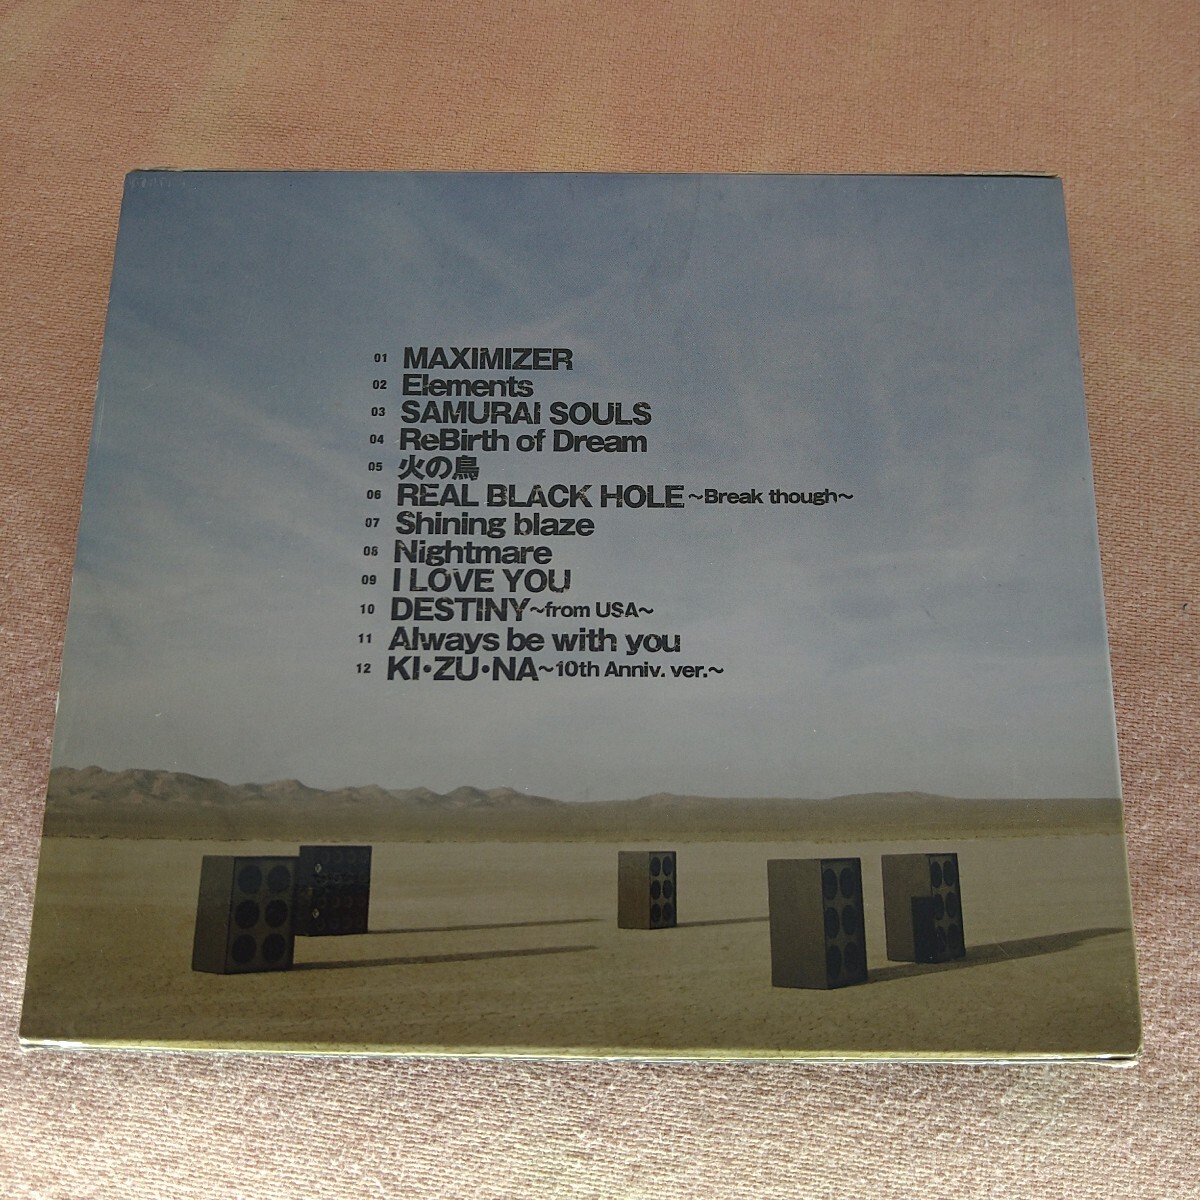 01 MAXIMIZER
02 Elements
03 SAMURAI SOULS
04 ReBirth of Dream
05 火の鳥
06 REAL BLACK HOLE~Break though~
07 Shining blaze
08 Nightmare
09 I LOVE YOU
10 DESTINY~from USA~
11 Always be with you
12 KI・ZU・NA~10th Anniv. ver.~